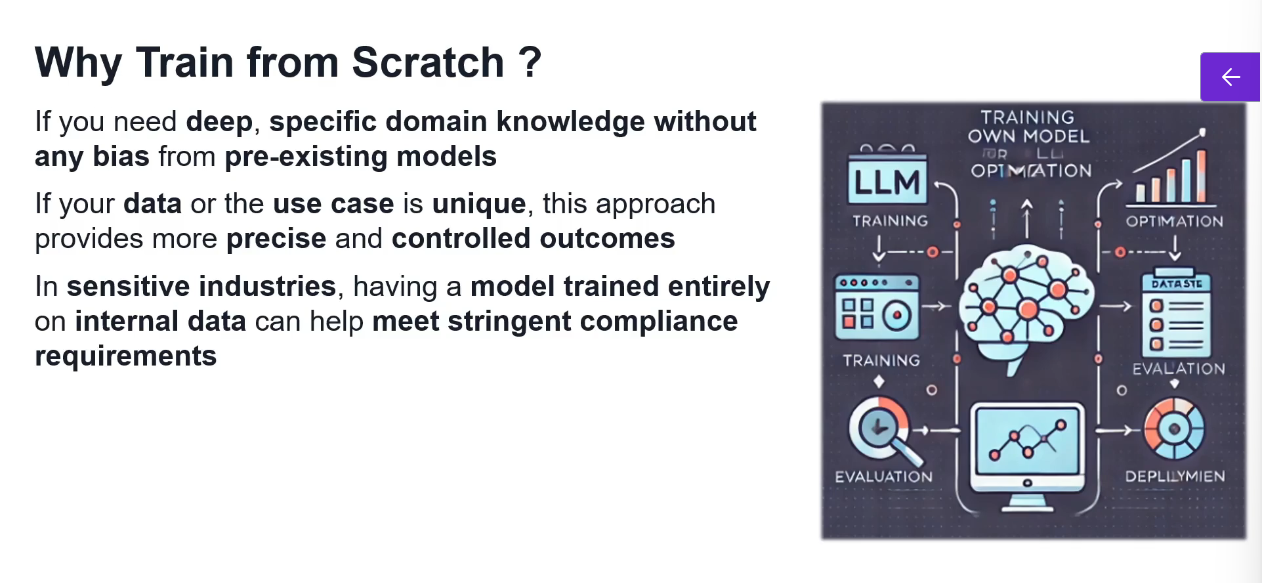 Why Train from Scratch ?
If you need deep, specific domain knowledge without
any bias from pre-existing models
If your data or the use case is unique, this approach
provides more precise and controlled outcomes
In sensitive industries, having a model trained entirely
on internal data can help meet stringent compliance
requirements
TRAINING
OWN MODEL
OPTIMIZATION
LLM
TRAINING
OPTIMATION
DATASTE
TRAINING
EVALATION
EVALUATION